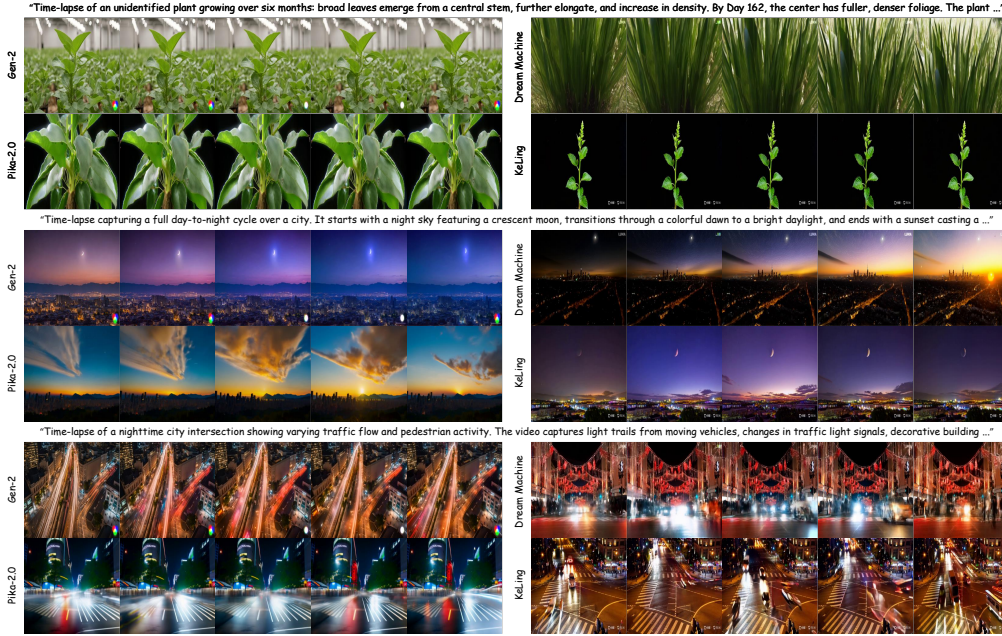 "Time-lapse of an unidentified plant growing over six months: broad leaves emerge from a central stem, further elongate, and increase in density. By Day 162, the center has fuller, denser foliage. The plant ..."
Gen-2
Dream Machine
Pika-2.0
KeLing
"Time-lapse capturing a full day-to-night cycle over a city. It starts with a night sky featuring a crescent moon, transitions through a colorful dawn to a bright daylight, and ends with a sunset casting a ..."
Gen-2
Dream Machine
Pika-2.0
KeLing
"Time-lapse of a nighttime city intersection showing varying traffic flow and pedestrian activity. The video captures light trails from moving vehicles, changes in traffic light signals, decorative building ..."
Gen-2
Dream Machine
Pika-2.0
KeLing